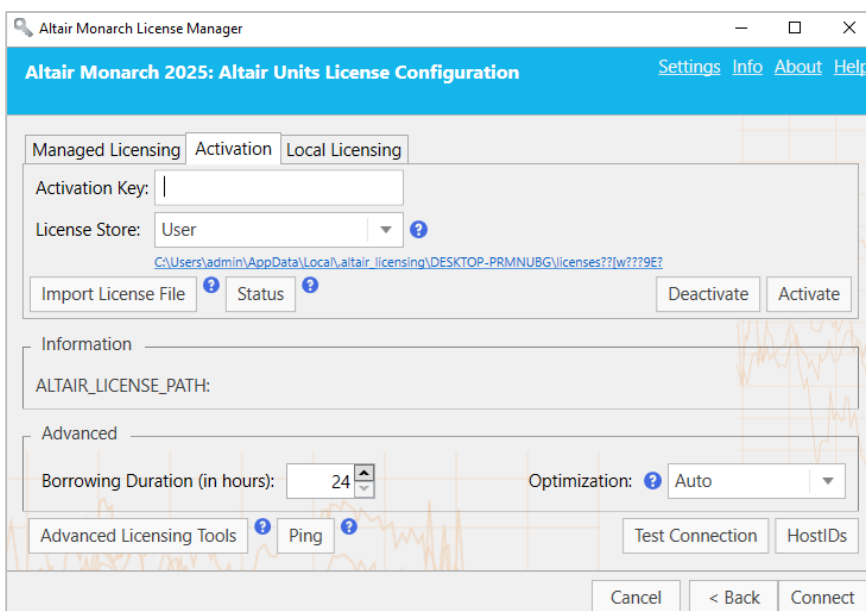 Altair Monarch License Manager
Altair Monarch 2025: Altair Units License Configuration
Settings Info About Help
Managed Licensing Activation Local Licensing
Activation Key:
License Store: User ?
C:\Users\admin\AppData\Local\.altair_licensing\DESKTOP-PRMNUBG\licenses??[w???9E?
Import License File ? Status ? Deactivate Activate
Information
ALTAIR_LICENSE_PATH:
Advanced
Borrowing Duration (in hours): 24 Optimization: ? Auto
Advanced Licensing Tools ? Ping ? Test Connection HostIDs
Cancel < Back Connect